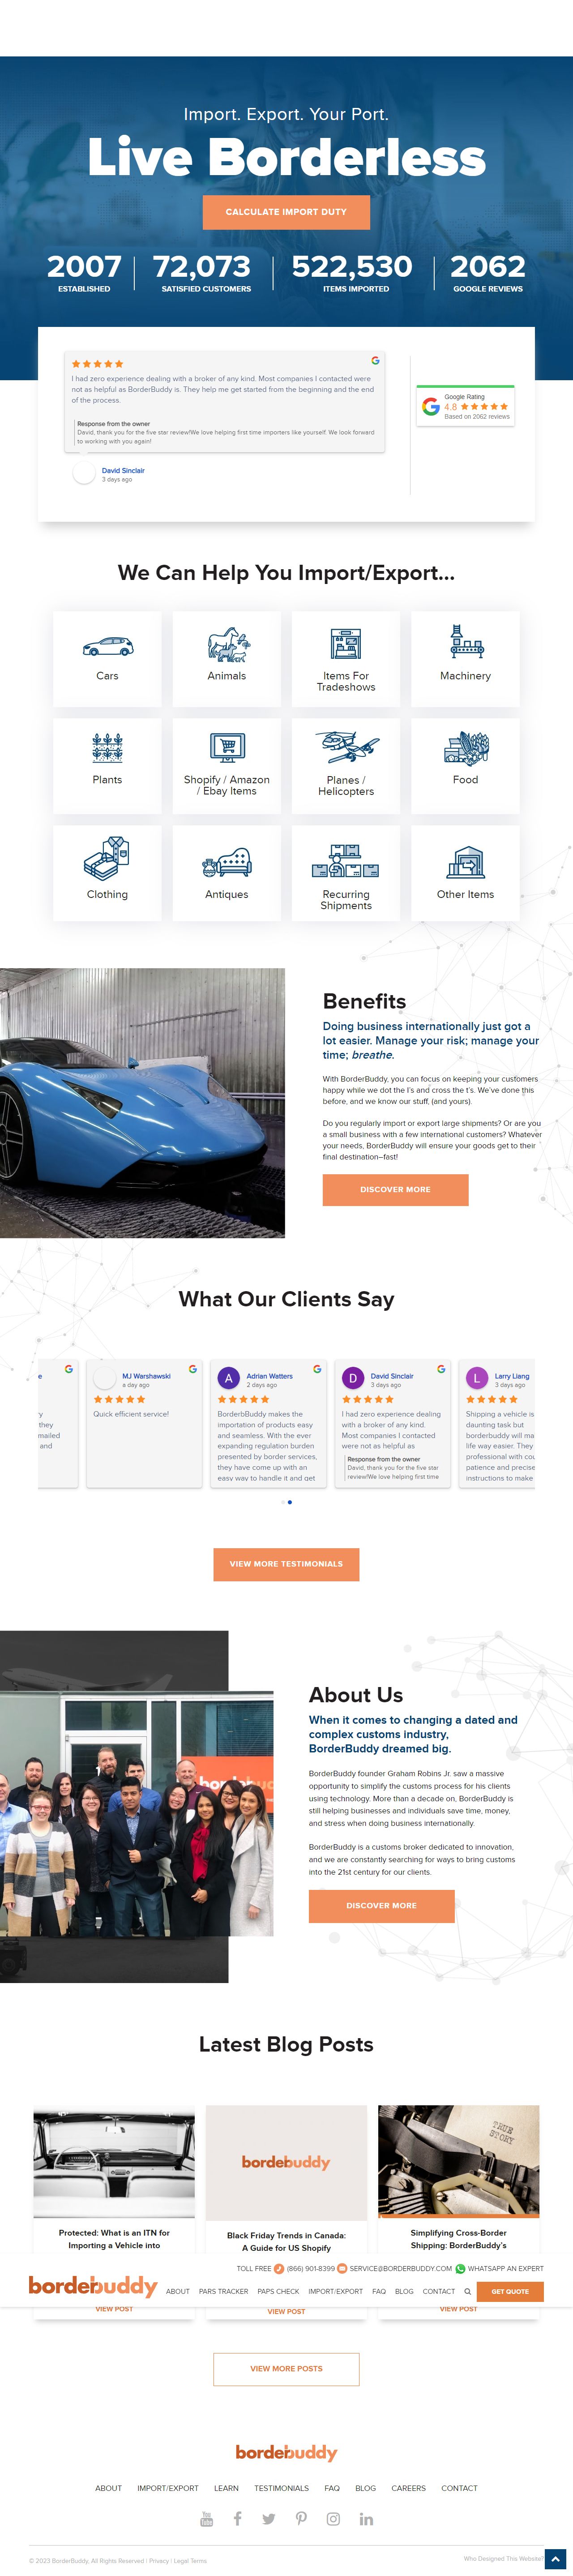 Import. Export. Your Port.
Live Borderless
CALCULATE IMPORT DUTY
2007
ESTABLISHED
72,073
SATISFIED CUSTOMERS
522,530
ITEMS IMPORTED
2062
GOOGLE REVIEWS
I had zero experience dealing with a broker of any kind. Most companies I contacted were
not as helpful as BorderBuddy is. They help me get started from the beginning and the end
of the process.
Response from the owner
David, thank you for the five star review!We love helping first time importers like yourself. We look forward
to working with you again!
David Sinclair
3 days ago
Google Rating
4.8
Based on 2062 reviews
We Can Help You Import/Export...
Cars
Animals
Items For
Tradeshows
Machinery
Plants
Shopify / Amazon
/ Ebay Items
Planes /
Helicopters
Food
Clothing
Antiques
Recurring
Shipments
Other Items
Benefits
Doing business internationally just got a
lot easier. Manage your risk; manage your
time; breathe.
With BorderBuddy, you can focus on keeping your customers
happy while we dot the I's and cross the t's. We've done this
before, and we know our stuff, (and yours).
Do you regularly import or export large shipments? Or are you
a small business with a few international customers? Whatever
your needs, BorderBuddy will ensure your goods get to their
final destination–fast!
DISCOVER MORE
What Our Clients Say
e
y
they
mailed
and
MJ Warshawski
a day ago
Quick efficient service!
A
Adrian Watters
2 days ago
BorderbBuddy makes the
importation of products easy
and seamless. With the ever
expanding regulation burden
presented by border services,
they have come up with an
easy way to handle it and get
D
David Sinclair
3 days ago
I had zero experience dealing
with a broker of any kind.
Most companies I contacted
were not as helpful as
Response from the owner
David, thank you for the five star
review!We love helping first time
L
Larry Liang
3 days ago
Shipping a vehicle is
daunting task but
borderbuddy will ma
life way easier. They
professional with cou
patience and precise
instructions to make
VIEW MORE TESTIMONIALS
borderbud
About Us
When it comes to changing a dated and
complex customs industry,
BorderBuddy dreamed big.
BorderBuddy founder Graham Robins Jr. saw a massive
opportunity to simplify the customs process for his clients
using technology. More than a decade on, BorderBuddy is
still helping businesses and individuals save time, money,
and stress when doing business internationally.
BorderBuddy is a customs broker dedicated to innovation,
and we are constantly searching for ways to bring customs
into the 21st century for our clients.
DISCOVER MORE
Latest Blog Posts
borderbuddy
TRUE
STORY
Protected: What is an ITN for
Importing a Vehicle into
Black Friday Trends in Canada:
A Guide for US Shopify
Simplifying Cross-Border
Shipping: BorderBuddy's
TOLL FREE (866) 901-8399 SERVICE@BORDERBUDDY.COM WHATSAPP AN EXPERT
borderbuddy
ABOUT PARS TRACKER PAPS CHECK IMPORT/EXPORT FAQ BLOG CONTACT GET QUOTE
VIEW POST
VIEW POST
VIEW POST
VIEW MORE POSTS
borderbuddy
ABOUT IMPORT/EXPORT LEARN TESTIMONIALS FAQ BLOG CAREERS CONTACT
You Tube
© 2023 BorderBuddy, All Rights Reserved | Privacy | Legal Terms
Who Designed This Website?